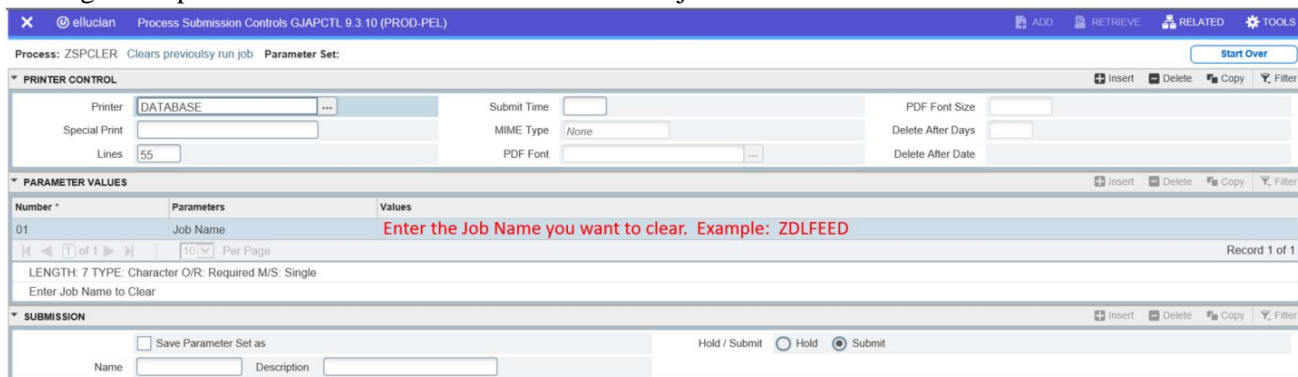 ellucian Process Submission Controls GJAPCTL 9.3.10 (PROD-PEL) ADD RETRIEVE RELATED TOOLS
Process: ZSPCLER Clears previoulsy run job Parameter Set: Start Over
PRINTER CONTROL Insert Delete Copy Filter
Printer DATABASE ... Submit Time PDF Font Size
Special Print MIME Type None Delete After Days
Lines 55 PDF Font ... Delete After Date
PARAMETER VALUES Insert Delete Copy Filter
Number * Parameters Values
01 Job Name Enter the Job Name you want to clear. Example: ZDLFEED
1 of 1 10 Per Page Record 1 of 1
LENGTH: 7 TYPE: Character O/R: Required M/S: Single
Enter Job Name to Clear
SUBMISSION Insert Delete Copy Filter
Save Parameter Set as Hold / Submit Hold Submit
Name Description